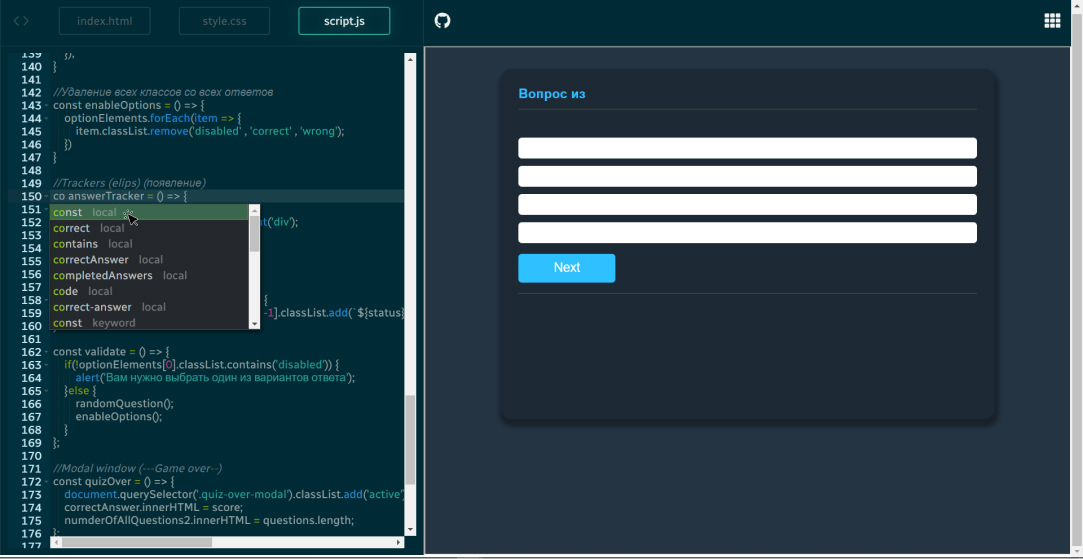 <> index.html style.css script.js
139 });
140 }
141
142 //Удаление всех классов со всех ответов
143 const enableOptions = () => {
144 optionElements.forEach(item => {
145 item.classList.remove('disabled' , 'correct' , 'wrong');
146 })
147 }
148
149 //Trackers (elips) (появление)
150 co answerTracker = () => {
151 const local
152 correct local t('div');
153 contains local
154
155 correctAnswer local
156 completedAnswers local
157 code local
158 correct-answer local {
159 const keyword -1].classList.add(`${status}
160
161
162 const validate = () => {
163 if(!optionElements[0].classList.contains('disabled')) {
164 alert('Вам нужно выбрать один из вариантов ответа');
165 }else {
166 randomQuestion();
167 enableOptions();
168 }
169 };
170
171 //Modal window (---Game over--)
172 const quizOver = () => {
173 document.querySelector('.quiz-over-modal').classList.add('active'
174 correctAnswer.innerHTML = score;
175 numderOfAllQuestions2.innerHTML = questions.length;
176 };
177
Вопрос из
Next